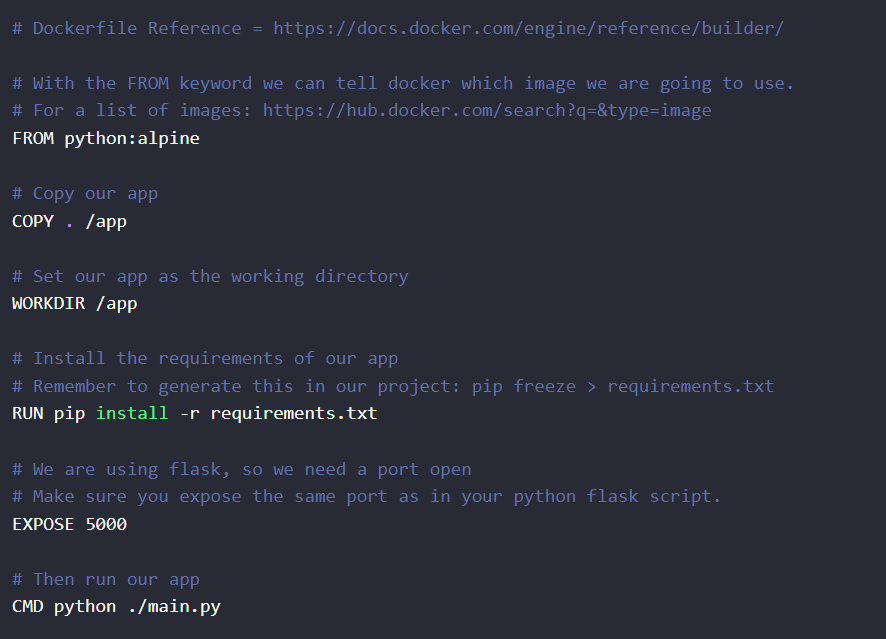 # Dockerfile Reference = https://docs.docker.com/engine/reference/builder/
# With the FROM keyword we can tell docker which image we are going to use.
# For a list of images: https://hub.docker.com/search?q=&type=image
FROM python:alpine
# Copy our app
COPY . /app
# Set our app as the working directory
WORKDIR /app
# Install the requirements of our app
# Remember to generate this in our project: pip freeze > requirements.txt
RUN pip install -r requirements.txt
# We are using flask, so we need a port open
# Make sure you expose the same port as in your python flask script.
EXPOSE 5000
# Then run our app
CMD python ./main.py